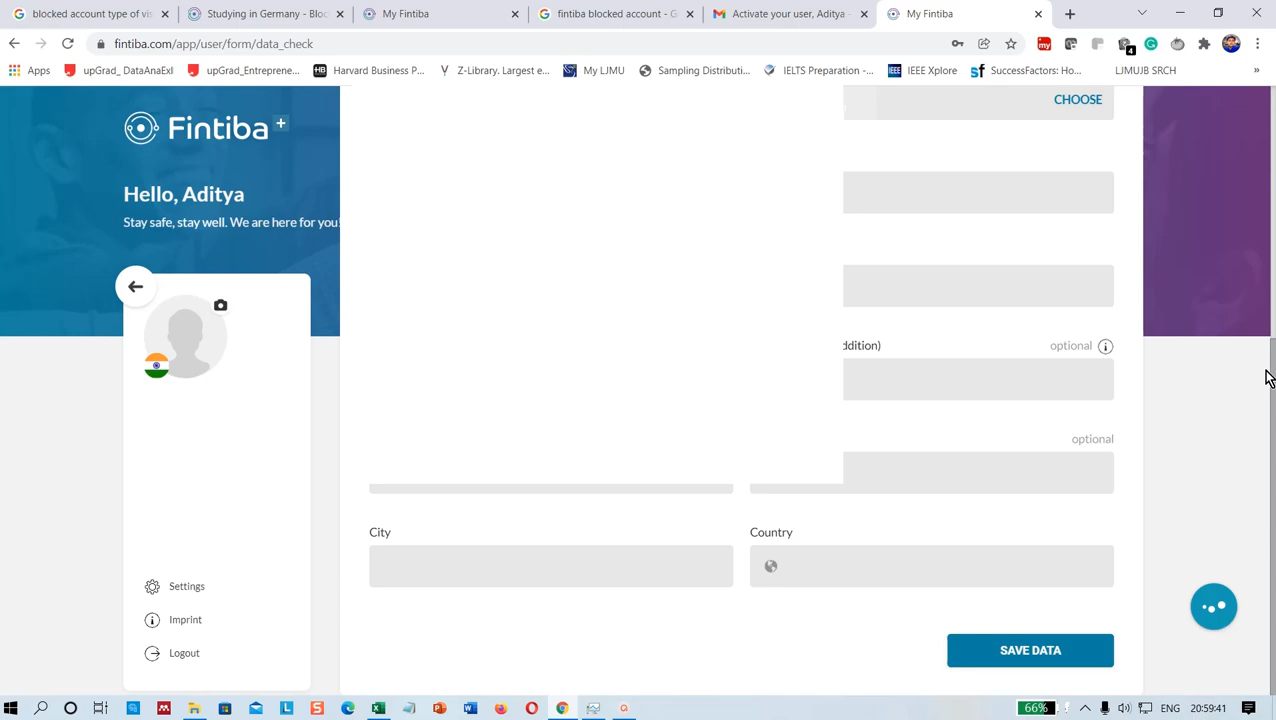 blocked account type of vis
Studying in Germany - Bloc
My Fintiba
fintiba blocked account - G
Activate your user, Aditya -
My Fintiba
fintiba.com/app/user/form/data_check
Apps
upGrad_ DataAnaExl
upGrad_Entreprene...
Harvard Business P...
Z-Library. Largest e...
My LJMU
Sampling Distributi...
IELTS Preparation -...
IEEE Xplore
SuccessFactors: Ho...
LJMUJB SRCH
»
Fintiba +
CHOOSE
Hello, Aditya
Stay safe, stay well. We are here for you!
ddition)
optional
optional
City
Country
Settings
Imprint
Logout
SAVE DATA
66%
ENG
20:59:41